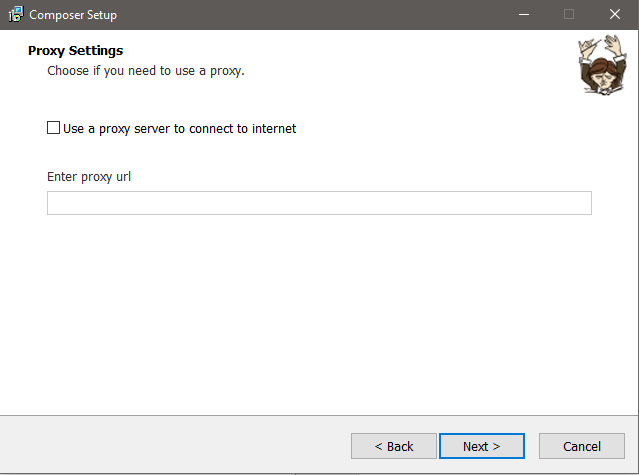 Composer Setup
Proxy Settings
Choose if you need to use a proxy.
Use a proxy server to connect to internet
Enter proxy url
< Back
Next >
Cancel